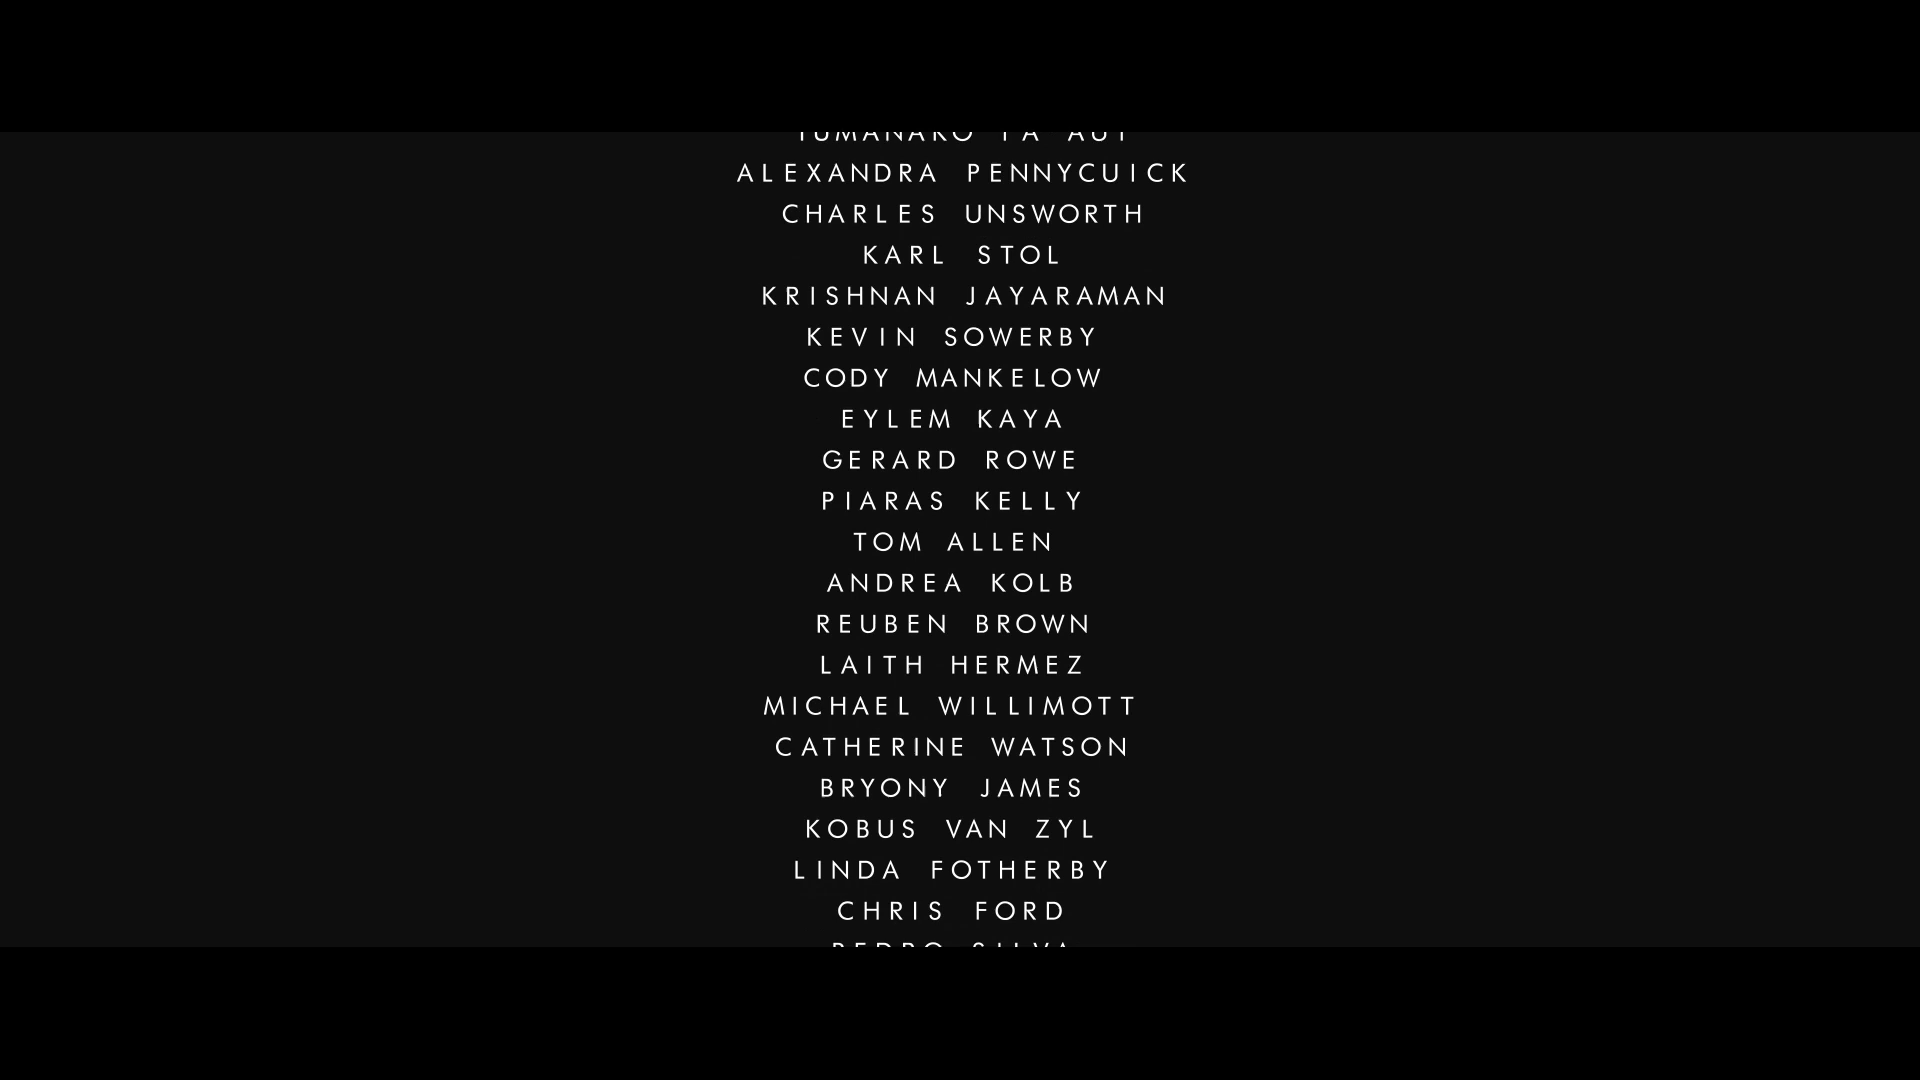 ALEXANDRA PENNYCUICK
CHARLES UNSWORTH
KARL STOL
KRISHNAN JAYARAMAN
KEVIN SOWERBY
CODY MANKELOW
EYLEM KAYA
GERARD ROWE
PIARAS KELLY
TOM ALLEN
ANDREA KOLB
REUBEN BROWN
LAITH HERMEZ
MICHAEL WILLIMOTT
CATHERINE WATSON
BRYONY JAMES
KOBUS VAN ZYL
LINDA FOTHERBY
CHRIS FORD
PEDRO SILVA